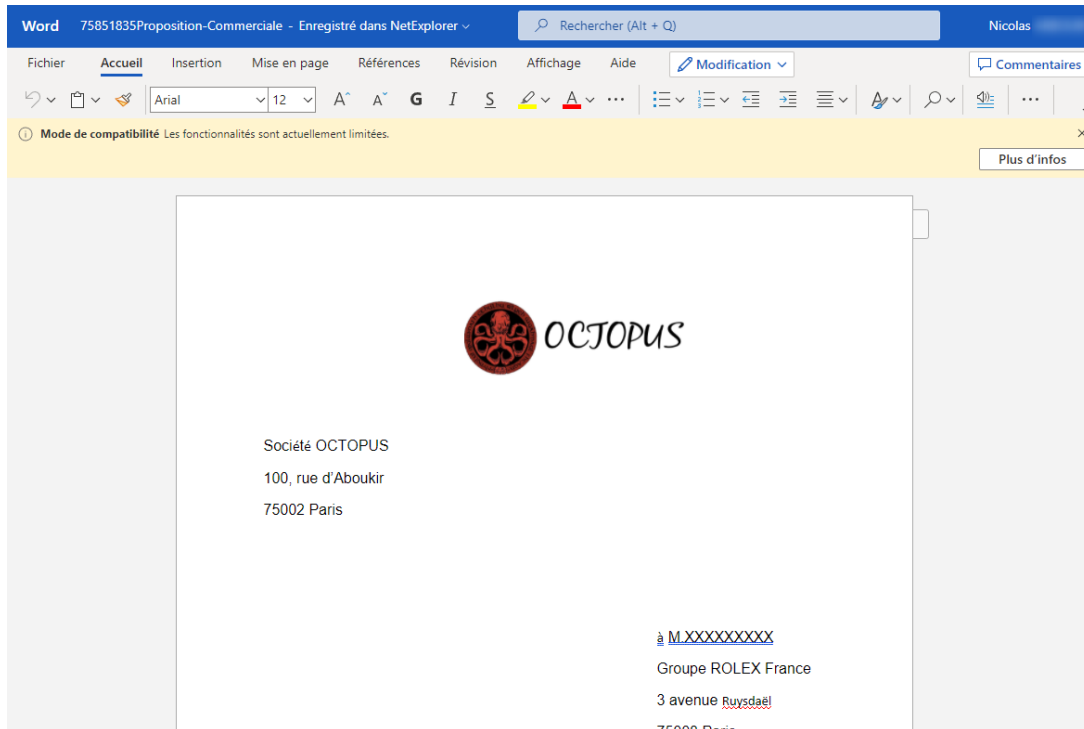 Word 75851835Proposition-Commerciale - Enregistré dans NetExplorer Rechercher (Alt + Q) Nicolas
Fichier Accueil Insertion Mise en page Références Révision Affichage Aide Modification Commentaires
Arial 12 A A G I S A
Mode de compatibilité Les fonctionnalités sont actuellement limitées.
Plus d'infos
OCTOPUS
Société OCTOPUS
100, rue d'Aboukir
75002 Paris
à M.XXXXXXXXX
Groupe ROLEX France
3 avenue Ruysdaël
Paris